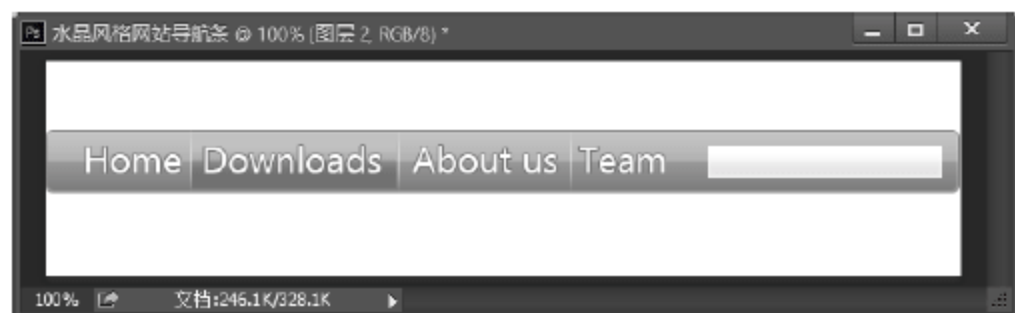 Ps 水晶风格网站导航条 @ 100% (图层 2, RGB/8) *
Home Downloads About us Team
100% 文档:246.1K/328.1K